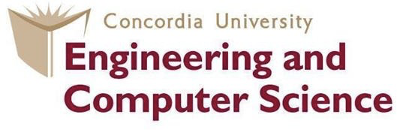 Concordia University
Engineering and
Computer Science